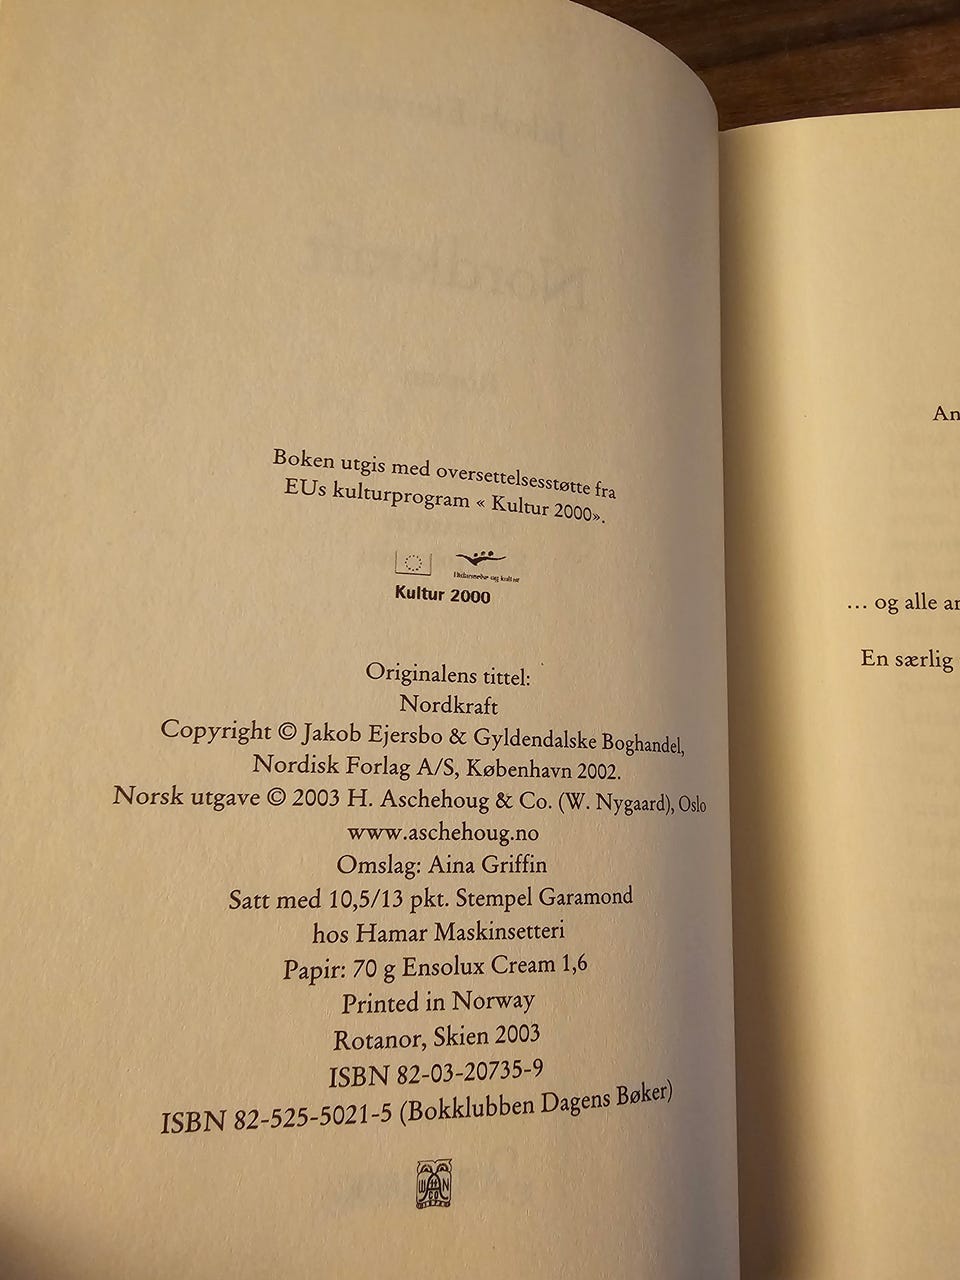 Boken utgis med oversettelsesstøtte fra
EUs kulturprogram « Kultur 2000».
Utdannelse og kultur
Kultur 2000
Originalens tittel:
Nordkraft
Copyright © Jakob Ejersbo & Gyldendalske Boghandel,
Nordisk Forlag A/S, København 2002.
Norsk utgave © 2003 H. Aschehoug & Co. (W. Nygaard), Oslo
www.aschehoug.no
Omslag: Aina Griffin
Satt med 10,5/13 pkt. Stempel Garamond
hos Hamar Maskinsetteri
Papir: 70 g Ensolux Cream 1,6
Printed in Norway
Rotanor, Skien 2003
ISBN 82-03-20735-9
ISBN 82-525-5021-5 (Bokklubben Dagens Bøker)
An
… og alle an
En særlig